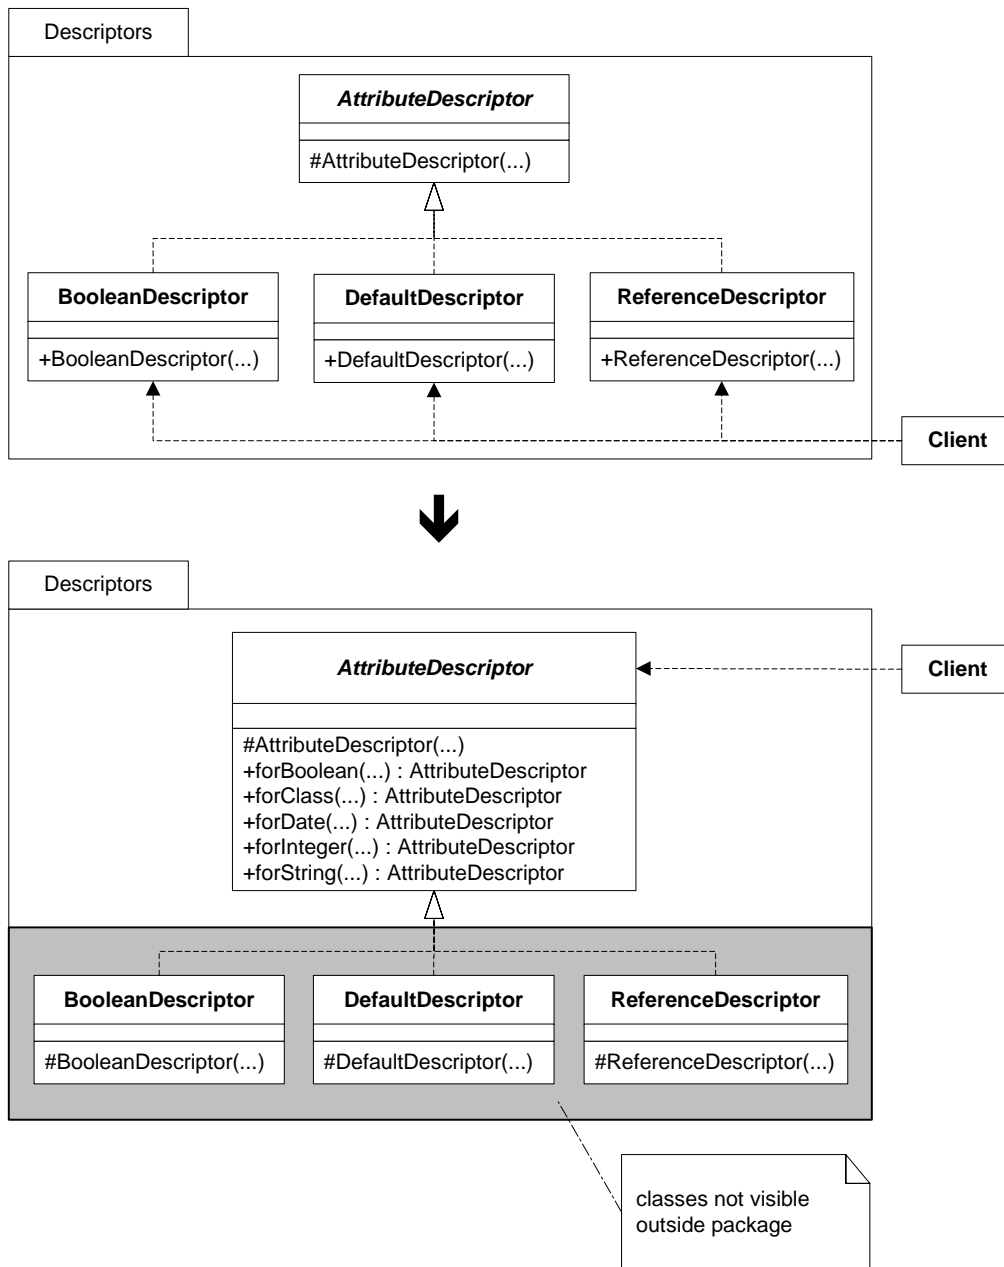 Descriptors
AttributeDescriptor
#AttributeDescriptor(...)
BooleanDescriptor
+BooleanDescriptor(...)
DefaultDescriptor
+DefaultDescriptor(...)
ReferenceDescriptor
+ReferenceDescriptor(...)
Client
Descriptors
AttributeDescriptor
#AttributeDescriptor(...)
+forBoolean(...) : AttributeDescriptor
+forClass(...) : AttributeDescriptor
+forDate(...) : AttributeDescriptor
+forInteger(...) : AttributeDescriptor
+forString(...) : AttributeDescriptor
Client
BooleanDescriptor
#BooleanDescriptor(...)
DefaultDescriptor
#DefaultDescriptor(...)
ReferenceDescriptor
#ReferenceDescriptor(...)
classes not visible
outside package